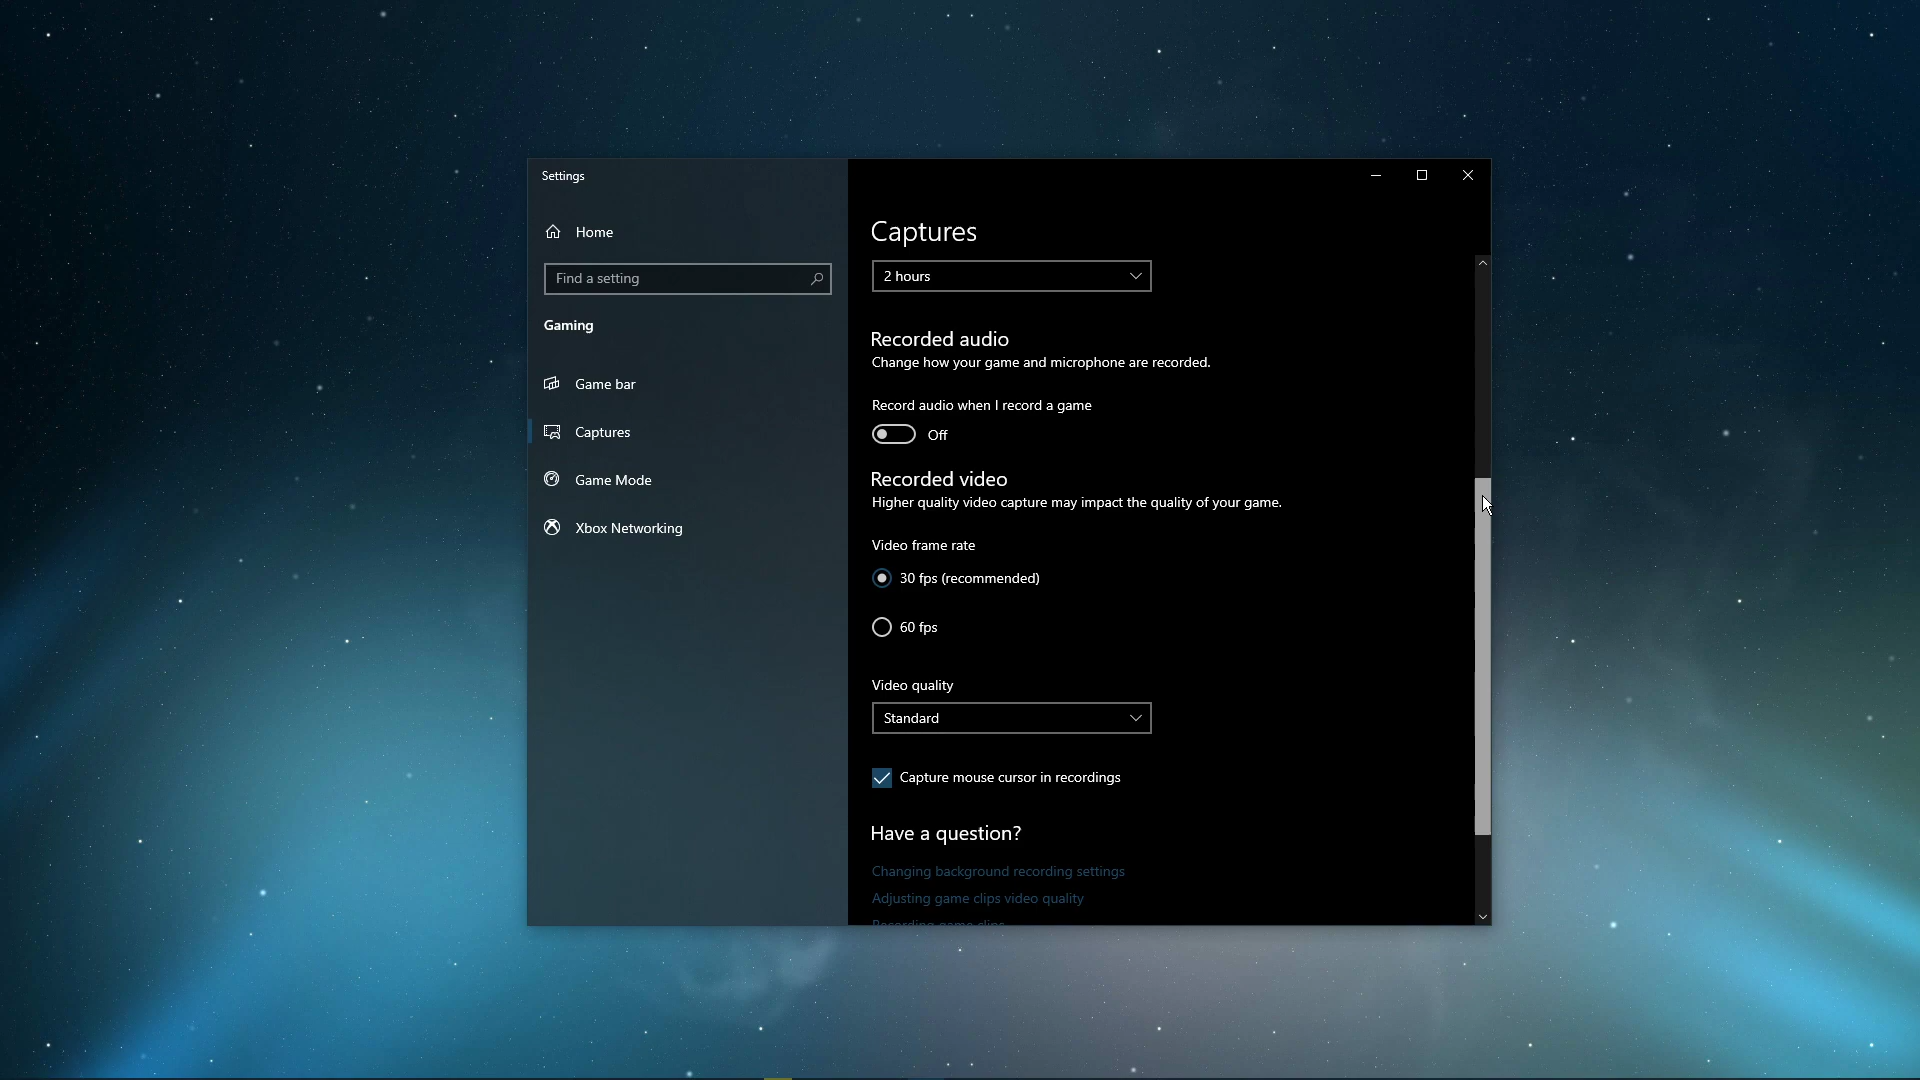 Settings
Home
Find a setting
Gaming
Game bar
Captures
Game Mode
Xbox Networking
Captures
2 hours
Recorded audio
Change how your game and microphone are recorded.
Record audio when I record a game
Off
Recorded video
Higher quality video capture may impact the quality of your game.
Video frame rate
30 fps (recommended)
60 fps
Video quality
Standard
Capture mouse cursor in recordings
Have a question?
Changing background recording settings
Adjusting game clips video quality
Recording game clips